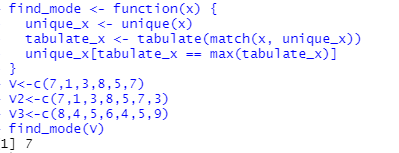 > find_mode <- function(x) {
unique_x <- unique(x)
tabulate_x <- tabulate(match(x, unique_x))
unique_x[tabulate_x == max(tabulate_x)]
}
> v<-c(7,1,3,8,5,7)
> v2<-c(7,1,3,8,5,7,3)
> v3<-c(8,4,5,6,4,5,9)
> find_mode(v)
1] 7